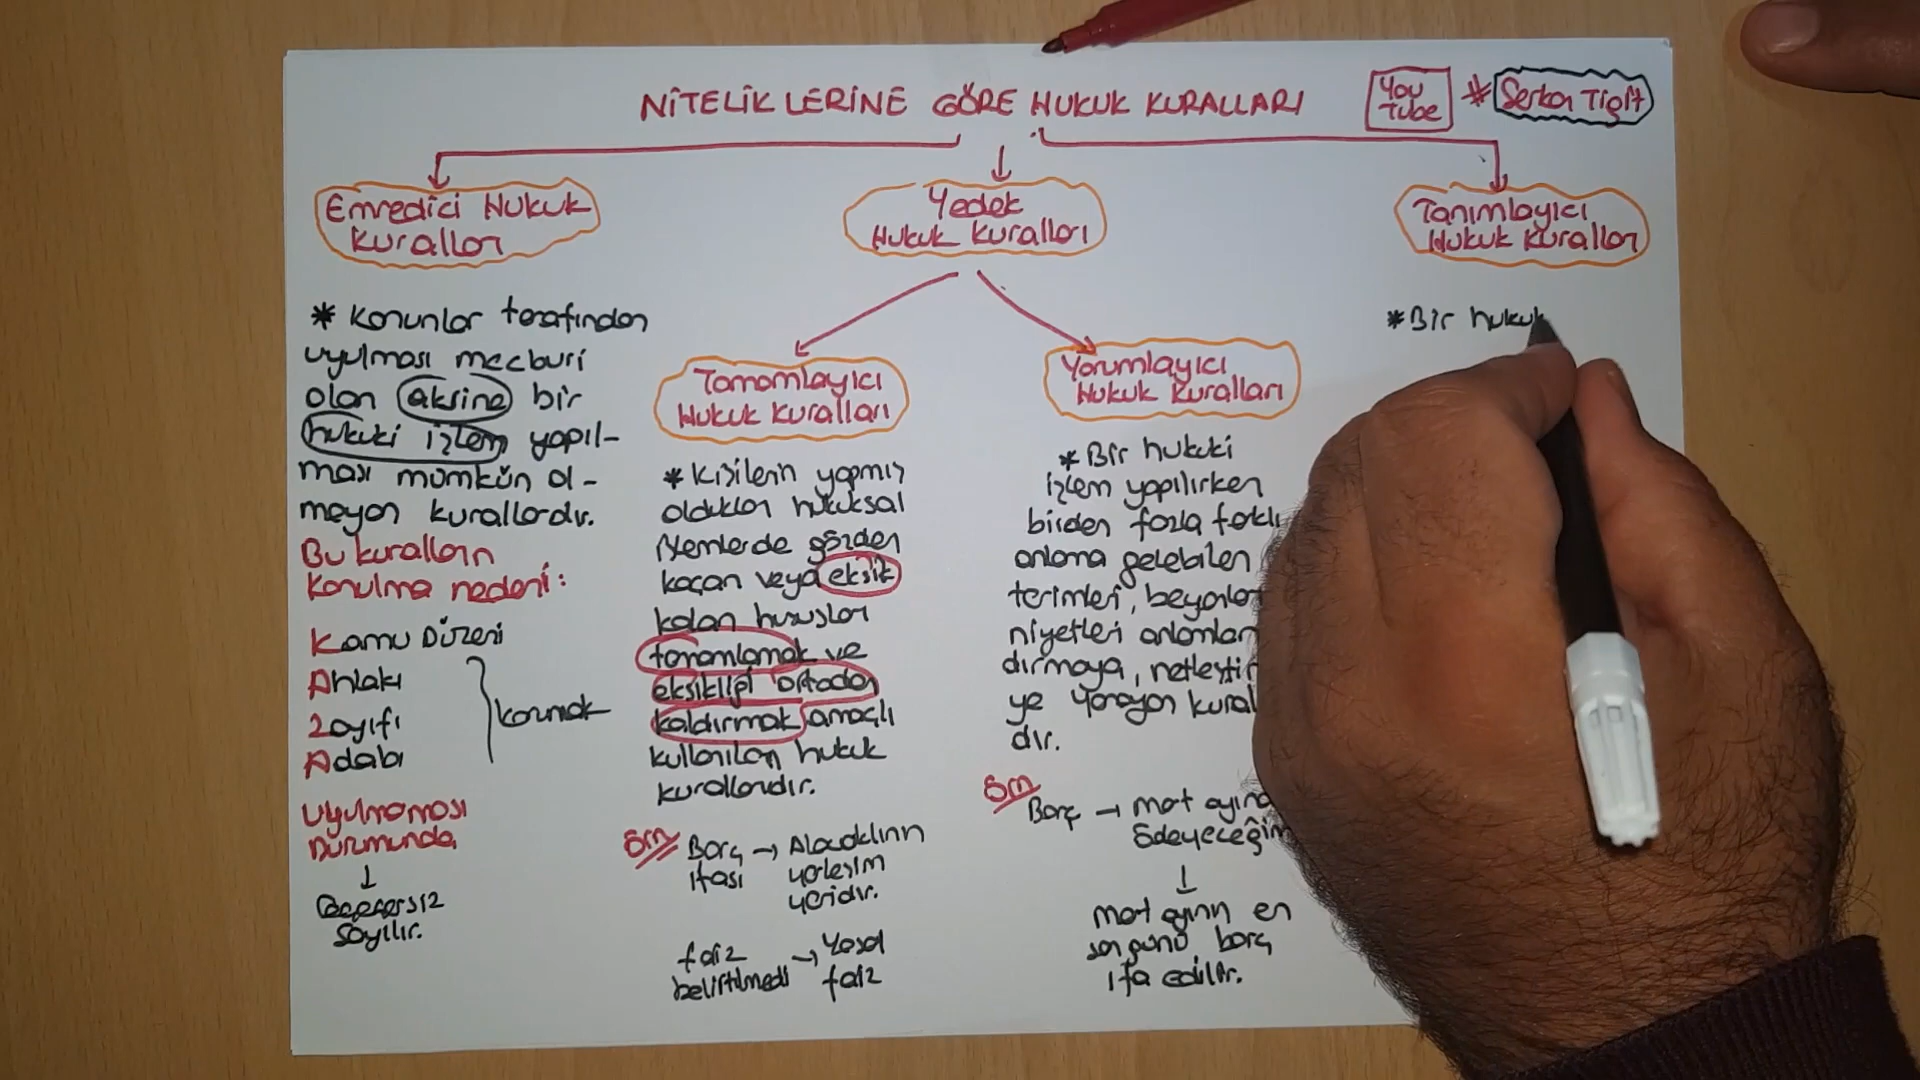 NİTELİKLERİNE GÖRE HUKUK KURALLARI
You
Tube
* Serkan Tigit
Emredici Hukuk
Kuralları
* Kanunlar tarafından
uyulması mecburi
olan aksine bir
hukuki işlem yapıl-
ması mümkün ol-
mayan kurallardır.
Bu kuralların
Konulma nedeni:
Kamu Düzeni
Ahlakı
Zayıfı
Adabı
korumak
Uyulmaması
Durumunda
↓
Geçersiz
Sayılır.
Yedek
Hukuk Kuralları
Tamamlayıcı
Hukuk Kuralları
* Kişilerin yapmış
oldukları hukuksal
işlemlerde gözden
kaçan veya eksik
kalan hususları
tamamlamak ve
eksikliği ortadan
kaldırmak amaçlı
kullanılan hukuk
kurallarıdır.
Örn
Borç → Alacaklının
ifası yerleşim
yeridir.
faiz → Yasal
belirtilmedi faiz
Yorumlayıcı
Hukuk Kuralları
* Bir hukuki
işlem yapılırken
birden fazla farklı
anlama gelebilen
terimleri, beyanları
niyetleri anlamlan
dırmaya, netleştir
ye yarayan kural
dır.
Örn
Borç → mart ayında
ödeyeceğim
↓
mart ayının en
son günü borç
ifa edilir.
Tanımlayıcı
Hukuk Kuralları
* Bir hukuk